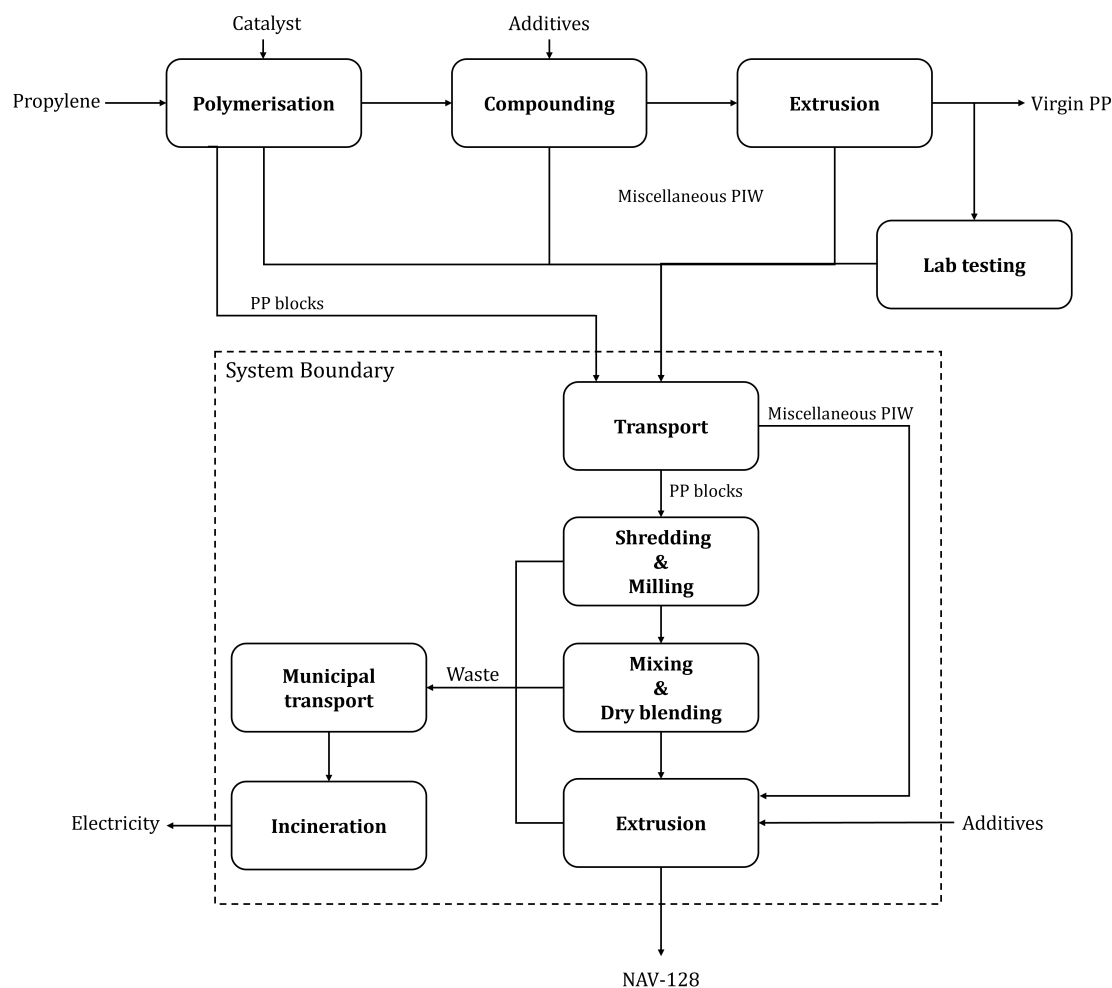 Catalyst
Additives
Propylene
Polymerisation
Compounding
Extrusion
Virgin PP
Miscellaneous PIW
Lab testing
PP blocks
System Boundary
Transport
Miscellaneous PIW
PP blocks
Shredding
&
Milling
Municipal
transport
Waste
Mixing
&
Dry blending
Electricity
Incineration
Extrusion
Additives
NAV-128